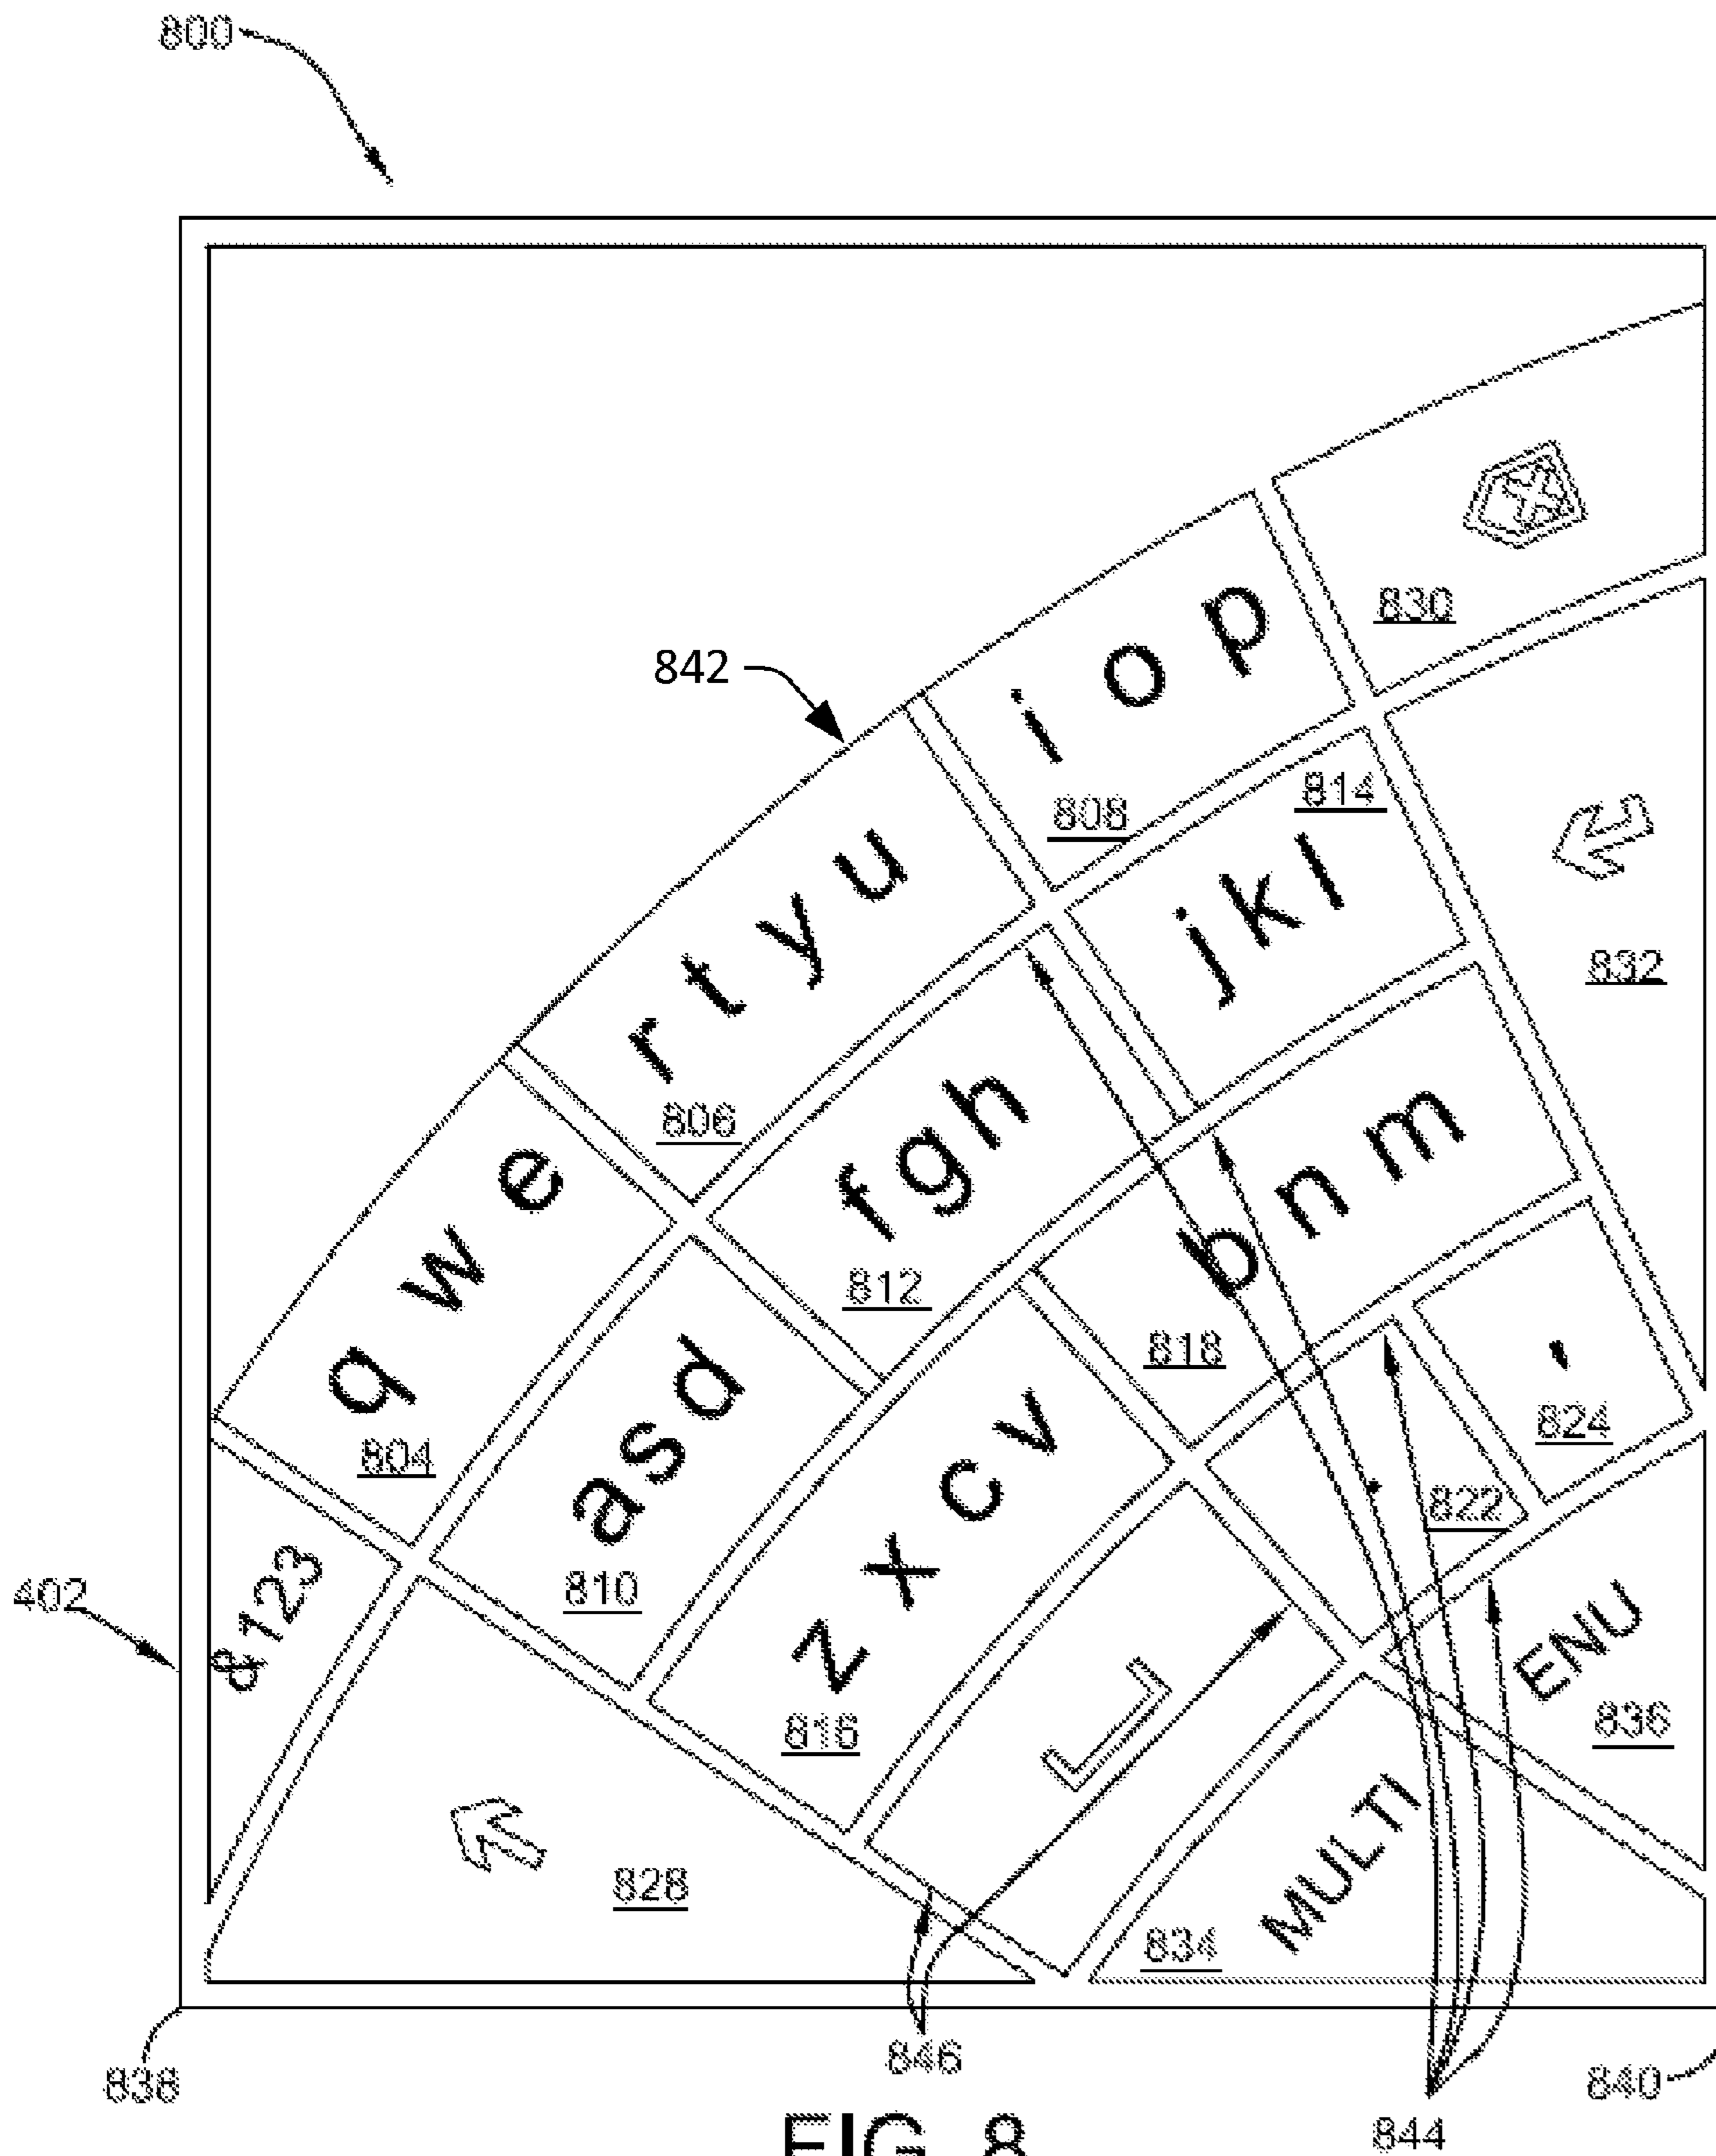 800
830
842
i o p
808
814
r t y u
j k l
832
806
q w e
f g h
812
b n m
818
,
824
804
a s d
810
z x c v
.
822
&123
402
ENU
836
816
828
MULTI
834
838
846
840
844
FIG. 8